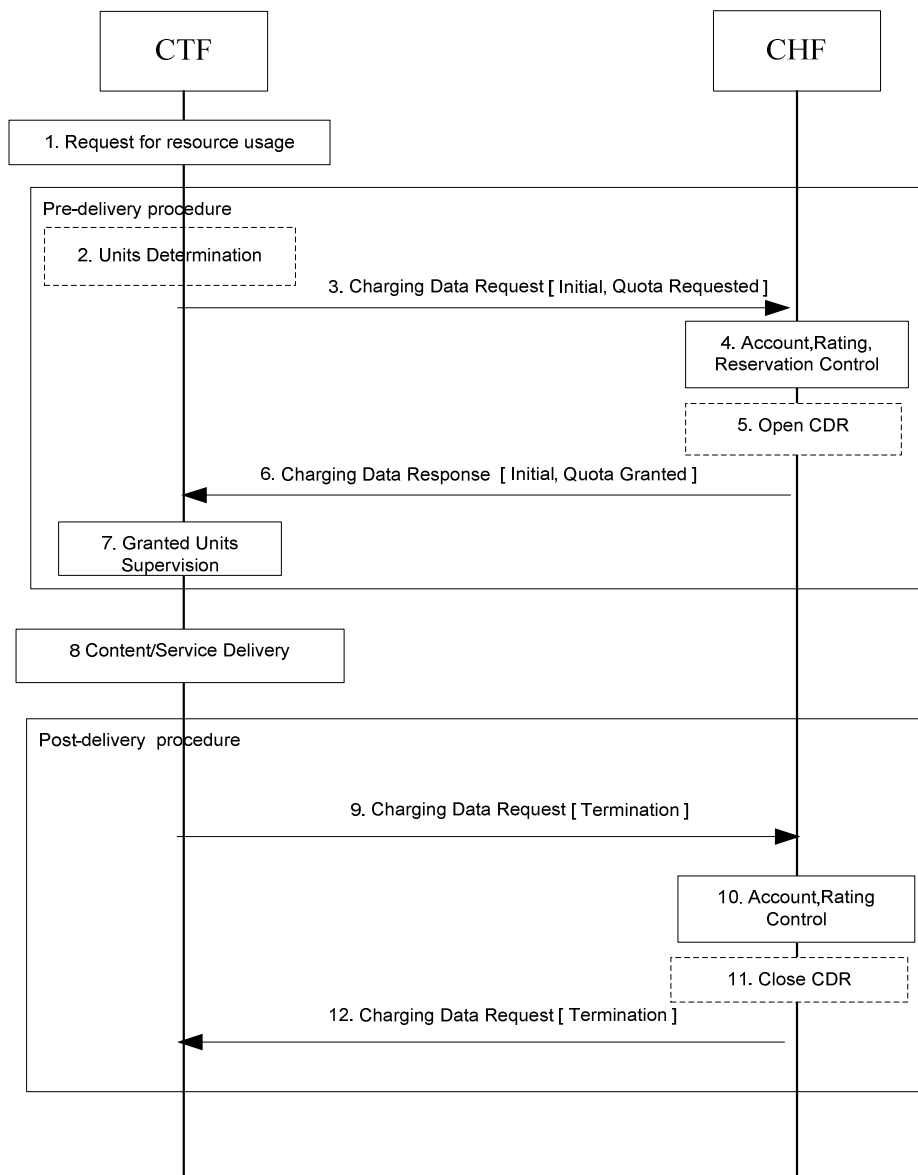 CTF
CHF
1. Request for resource usage
Pre-delivery procedure
2. Units Determination
3. Charging Data Request [ Initial, Quota Requested ]
4. Account,Rating,
Reservation Control
5. Open CDR
6. Charging Data Response [ Initial, Quota Granted ]
7. Granted Units
Supervision
8 Content/Service Delivery
Post-delivery procedure
9. Charging Data Request [ Termination ]
10. Account,Rating
Control
11. Close CDR
12. Charging Data Request [ Termination ]